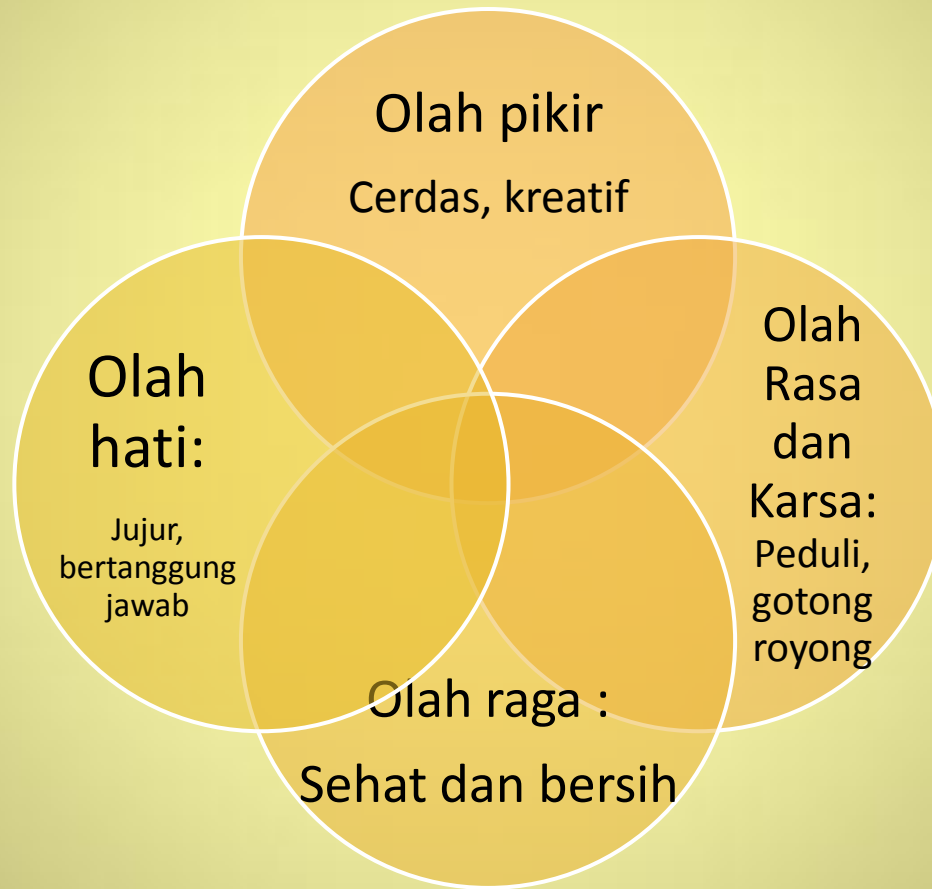 Olah pikir
Cerdas, kreatif
Olah
hati:
Jujur,
bertanggung
jawab
Olah
Rasa
dan
Karsa:
Peduli,
gotong
royong
Olah raga :
Sehat dan bersih